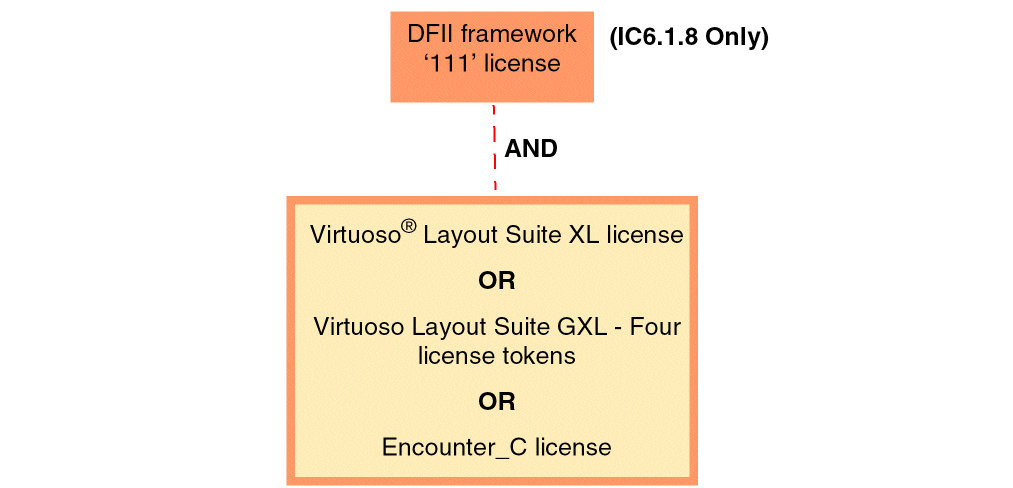 DFII framework (IC6.1.8 Only)
‘111’ license
AND
Virtuoso® Layout Suite XL license
OR
Virtuoso Layout Suite GXL - Four
license tokens
OR
Encounter_C license